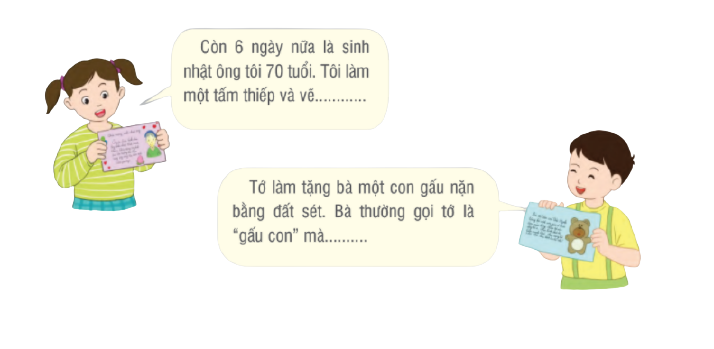 Còn 6 ngày nữa là sinh
nhật ông tôi 70 tuổi. Tôi làm
một tấm thiếp và vẽ............
Tớ làm tặng bà một con gấu nặn
bằng đất sét. Bà thường gọi tớ là
“gấu con” mà..........